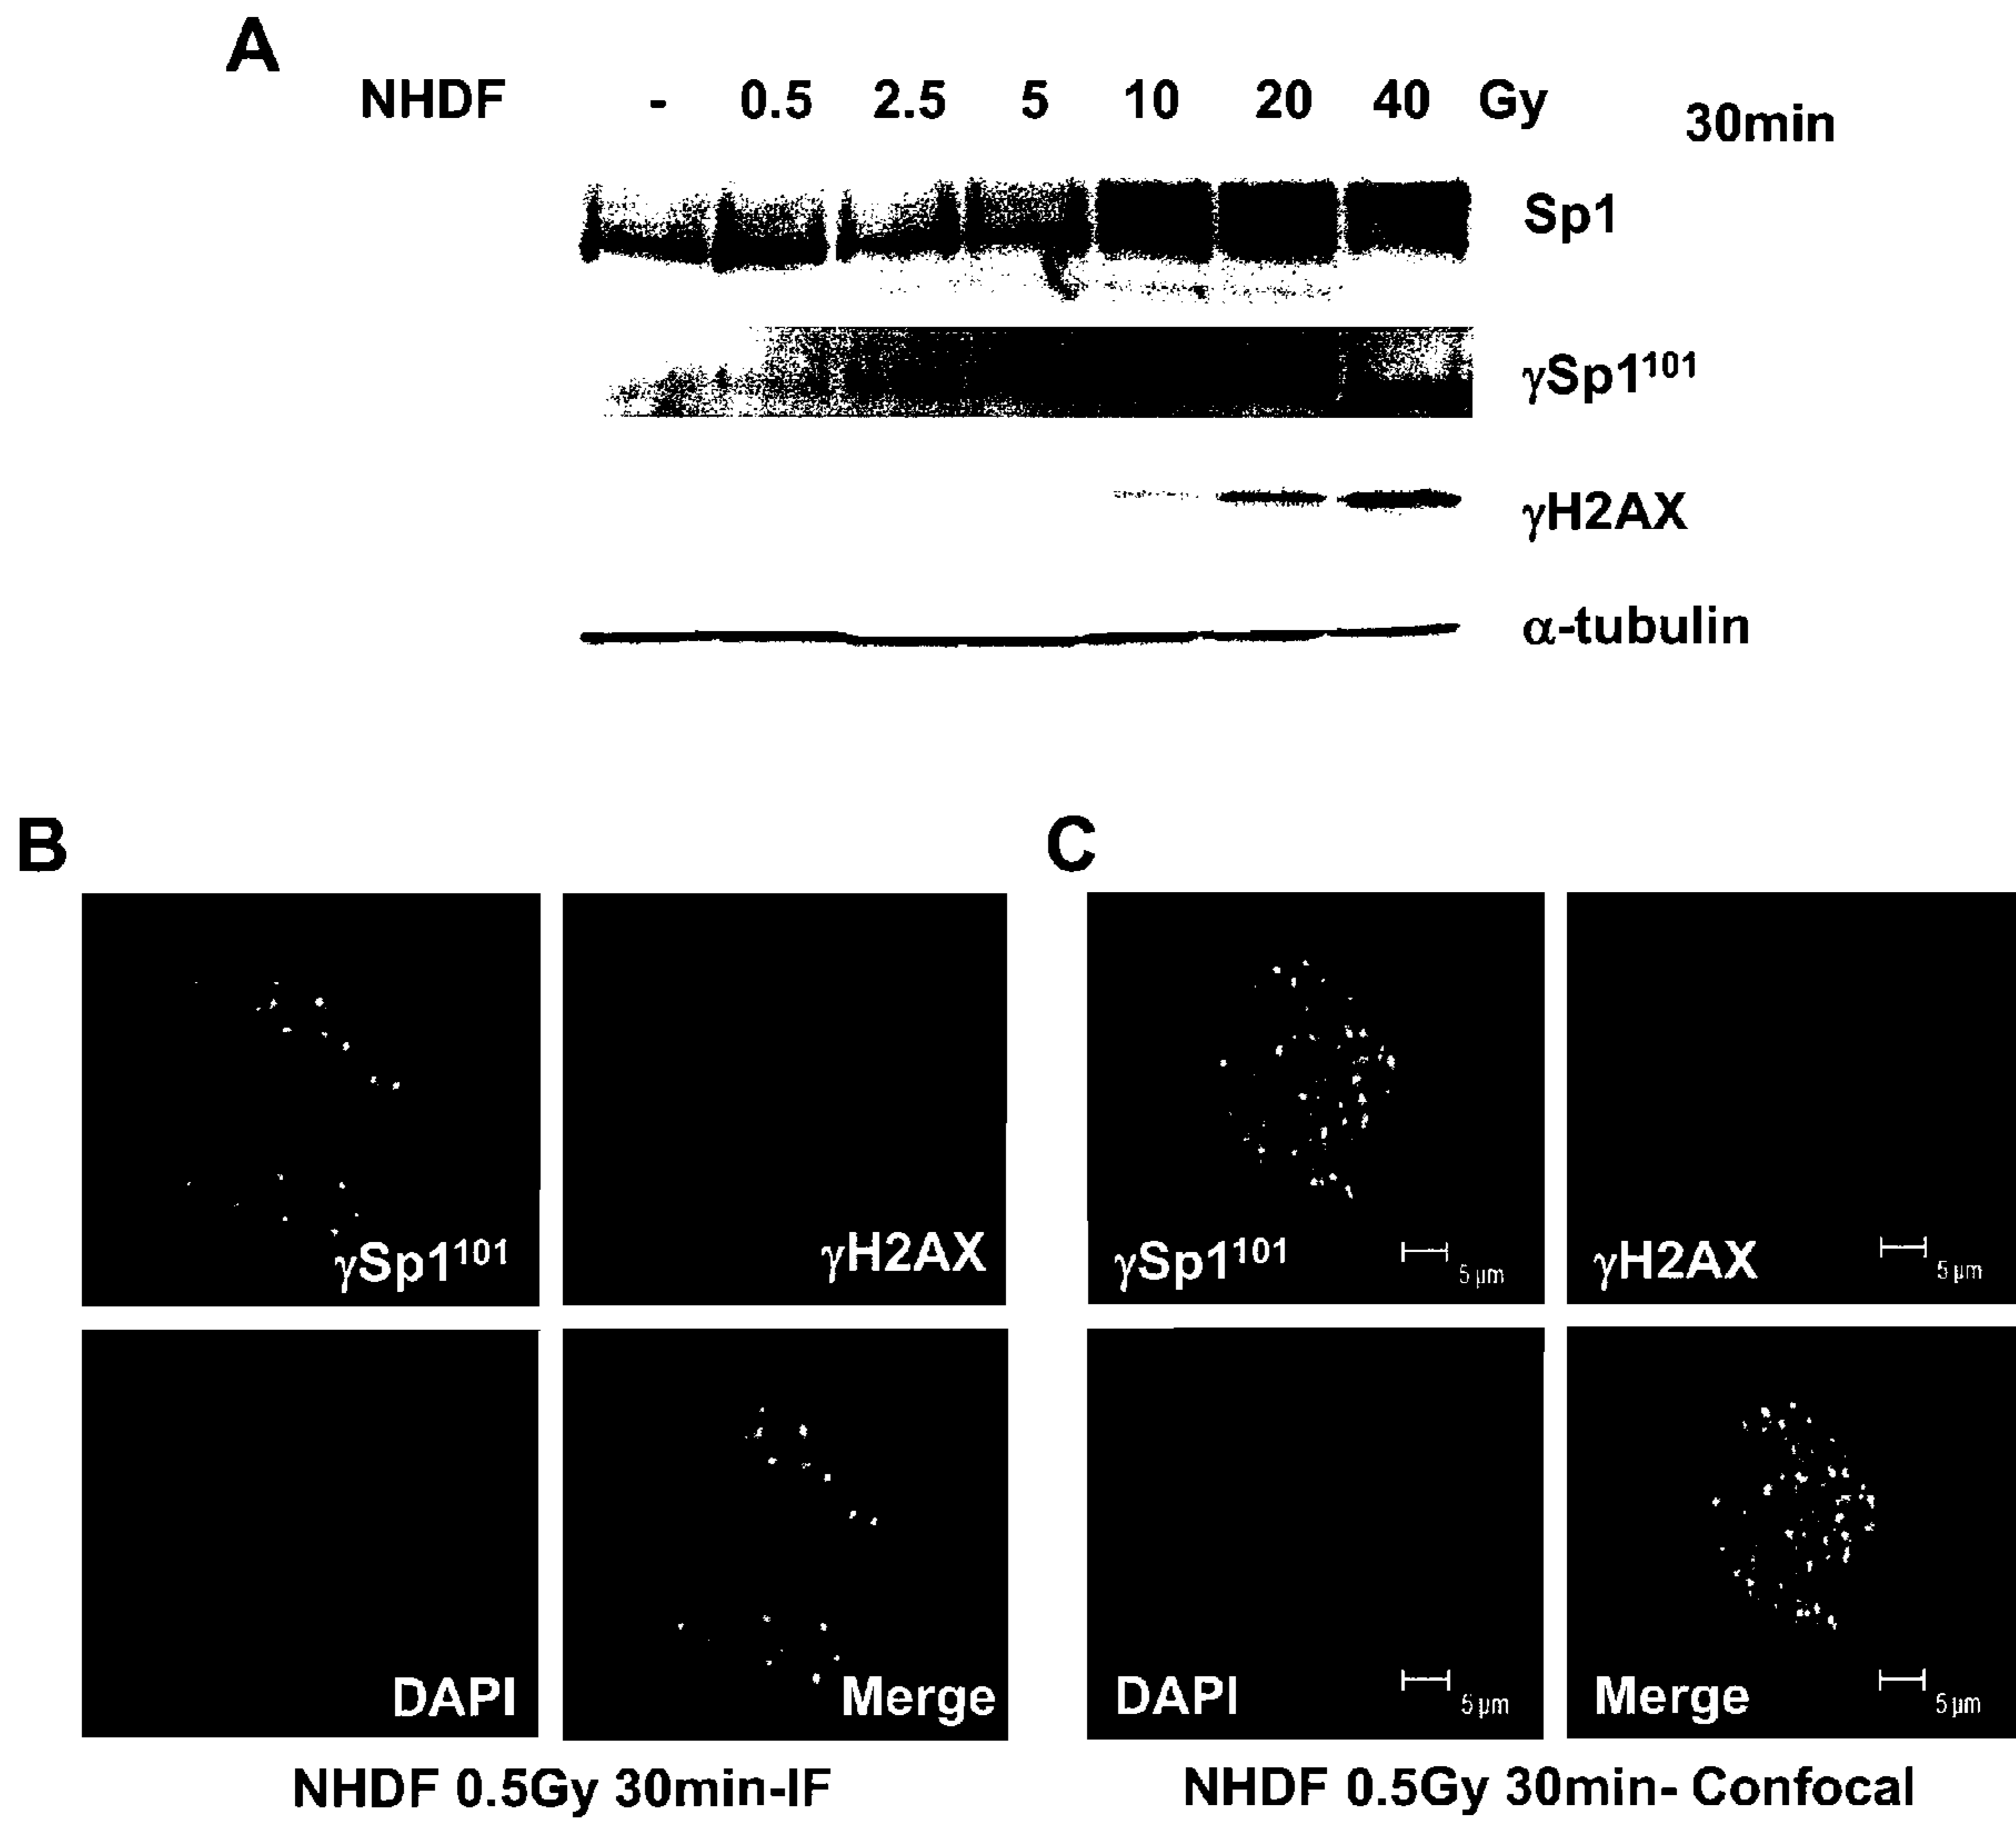 A
NHDF - 0.5 2.5 5 10 20 40 Gy 30min
Sp1
γSp1¹⁰¹
γH2AX
α-tubulin
B
C
γSp1¹⁰¹
γH2AX
γSp1¹⁰¹ 5 µm
γH2AX 5 µm
DAPI
Merge
DAPI 5 µm
Merge 5 µm
NHDF 0.5Gy 30min-IF
NHDF 0.5Gy 30min- Confocal